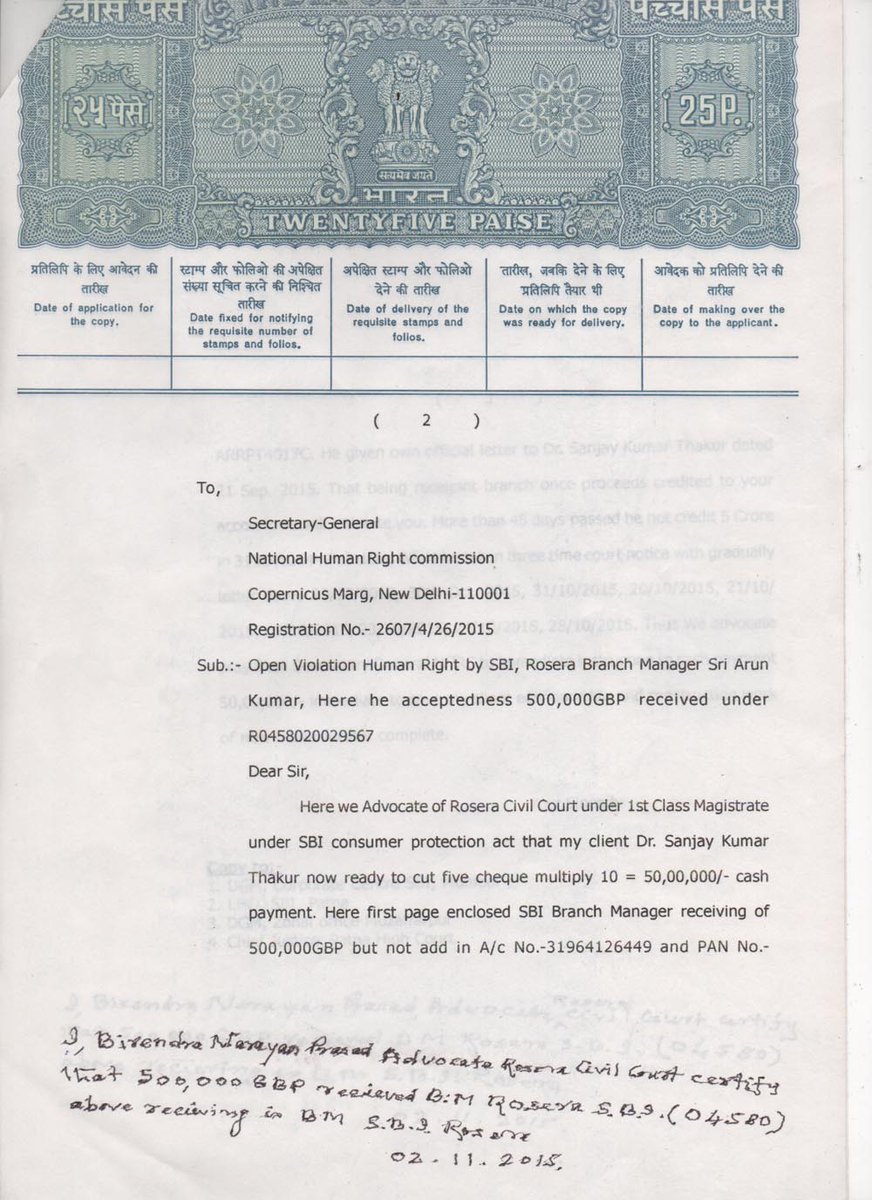 पच्चीस पैसे
पच्चीस पैसे
२५ पैसे
25P.
सत्यमेव जयते
भारत
TWENTYFIVE PAISE
प्रतिलिपि के लिए आवेदन की तारीख
Date of application for the copy.
स्टाम्प और फोलिओ की अपेक्षित संख्या सूचित करने की निश्चित तारीख
Date fixed for notifying the requisite number of stamps and folios.
अपेक्षित स्टाम्प और फोलिओ देने की तारीख
Date of delivery of the requisite stamps and folios.
तारीख, जबकि देने के लिए प्रतिलिपि तैयार थी
Date on which the copy was ready for delivery.
आवेदक को प्रतिलिपि देने की तारीख
Date of making over the copy to the applicant.
( 2 )
To,
Secretary-General
National Human Right commission
Copernicus Marg, New Delhi-110001
Registration No.- 2607/4/26/2015
Sub.:- Open Violation Human Right by SBI, Rosera Branch Manager Sri Arun
Kumar, Here he acceptedness 500,000GBP received under
R0458020029567
Dear Sir,
Here we Advocate of Rosera Civil Court under 1st Class Magistrate
under SBI consumer protection act that my client Dr. Sanjay Kumar
Thakur now ready to cut five cheque multiply 10 = 50,00,000/- cash
payment. Here first page enclosed SBI Branch Manager receiving of
500,000GBP but not add in A/c No.-31964126449 and PAN No.-
I, Birendra Narayan Prasad Advocate Rosera Civil Court certify
that 500,000 GBP recieved B.M Rosera S.B.I. (04580)
above reciewing in BM S.B.I Rosera
02.11.2015.